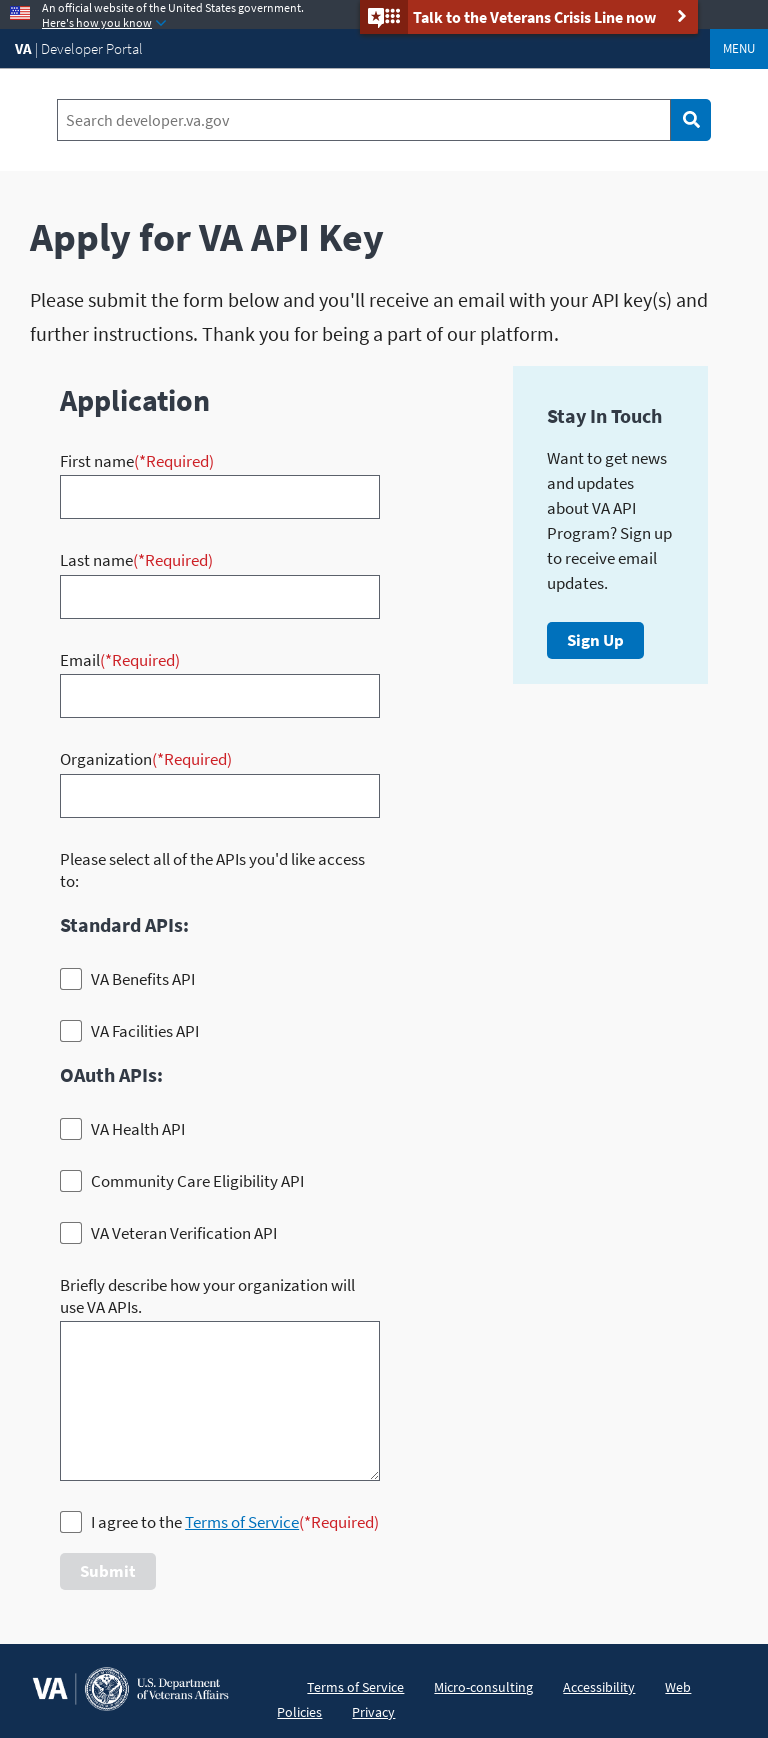 An official website of the United States government.
Here's how you know
Talk to the Veterans Crisis Line now
VA | Developer Portal
MENU
Search developer.va.gov
Apply for VA API Key
Please submit the form below and you'll receive an email with your API key(s) and
further instructions. Thank you for being a part of our platform.
Application
First name(*Required)
Last name(*Required)
Email(*Required)
Organization(*Required)
Please select all of the APIs you'd like access
to:
Standard APIs:
VA Benefits API
VA Facilities API
OAuth APIs:
VA Health API
Community Care Eligibility API
VA Veteran Verification API
Briefly describe how your organization will
use VA APIs.
I agree to the Terms of Service(*Required)
Submit
Stay In Touch
Want to get news
and updates
about VA API
Program? Sign up
to receive email
updates.
Sign Up
VA
U.S. Department
of Veterans Affairs
Terms of Service Micro-consulting Accessibility Web
Policies Privacy